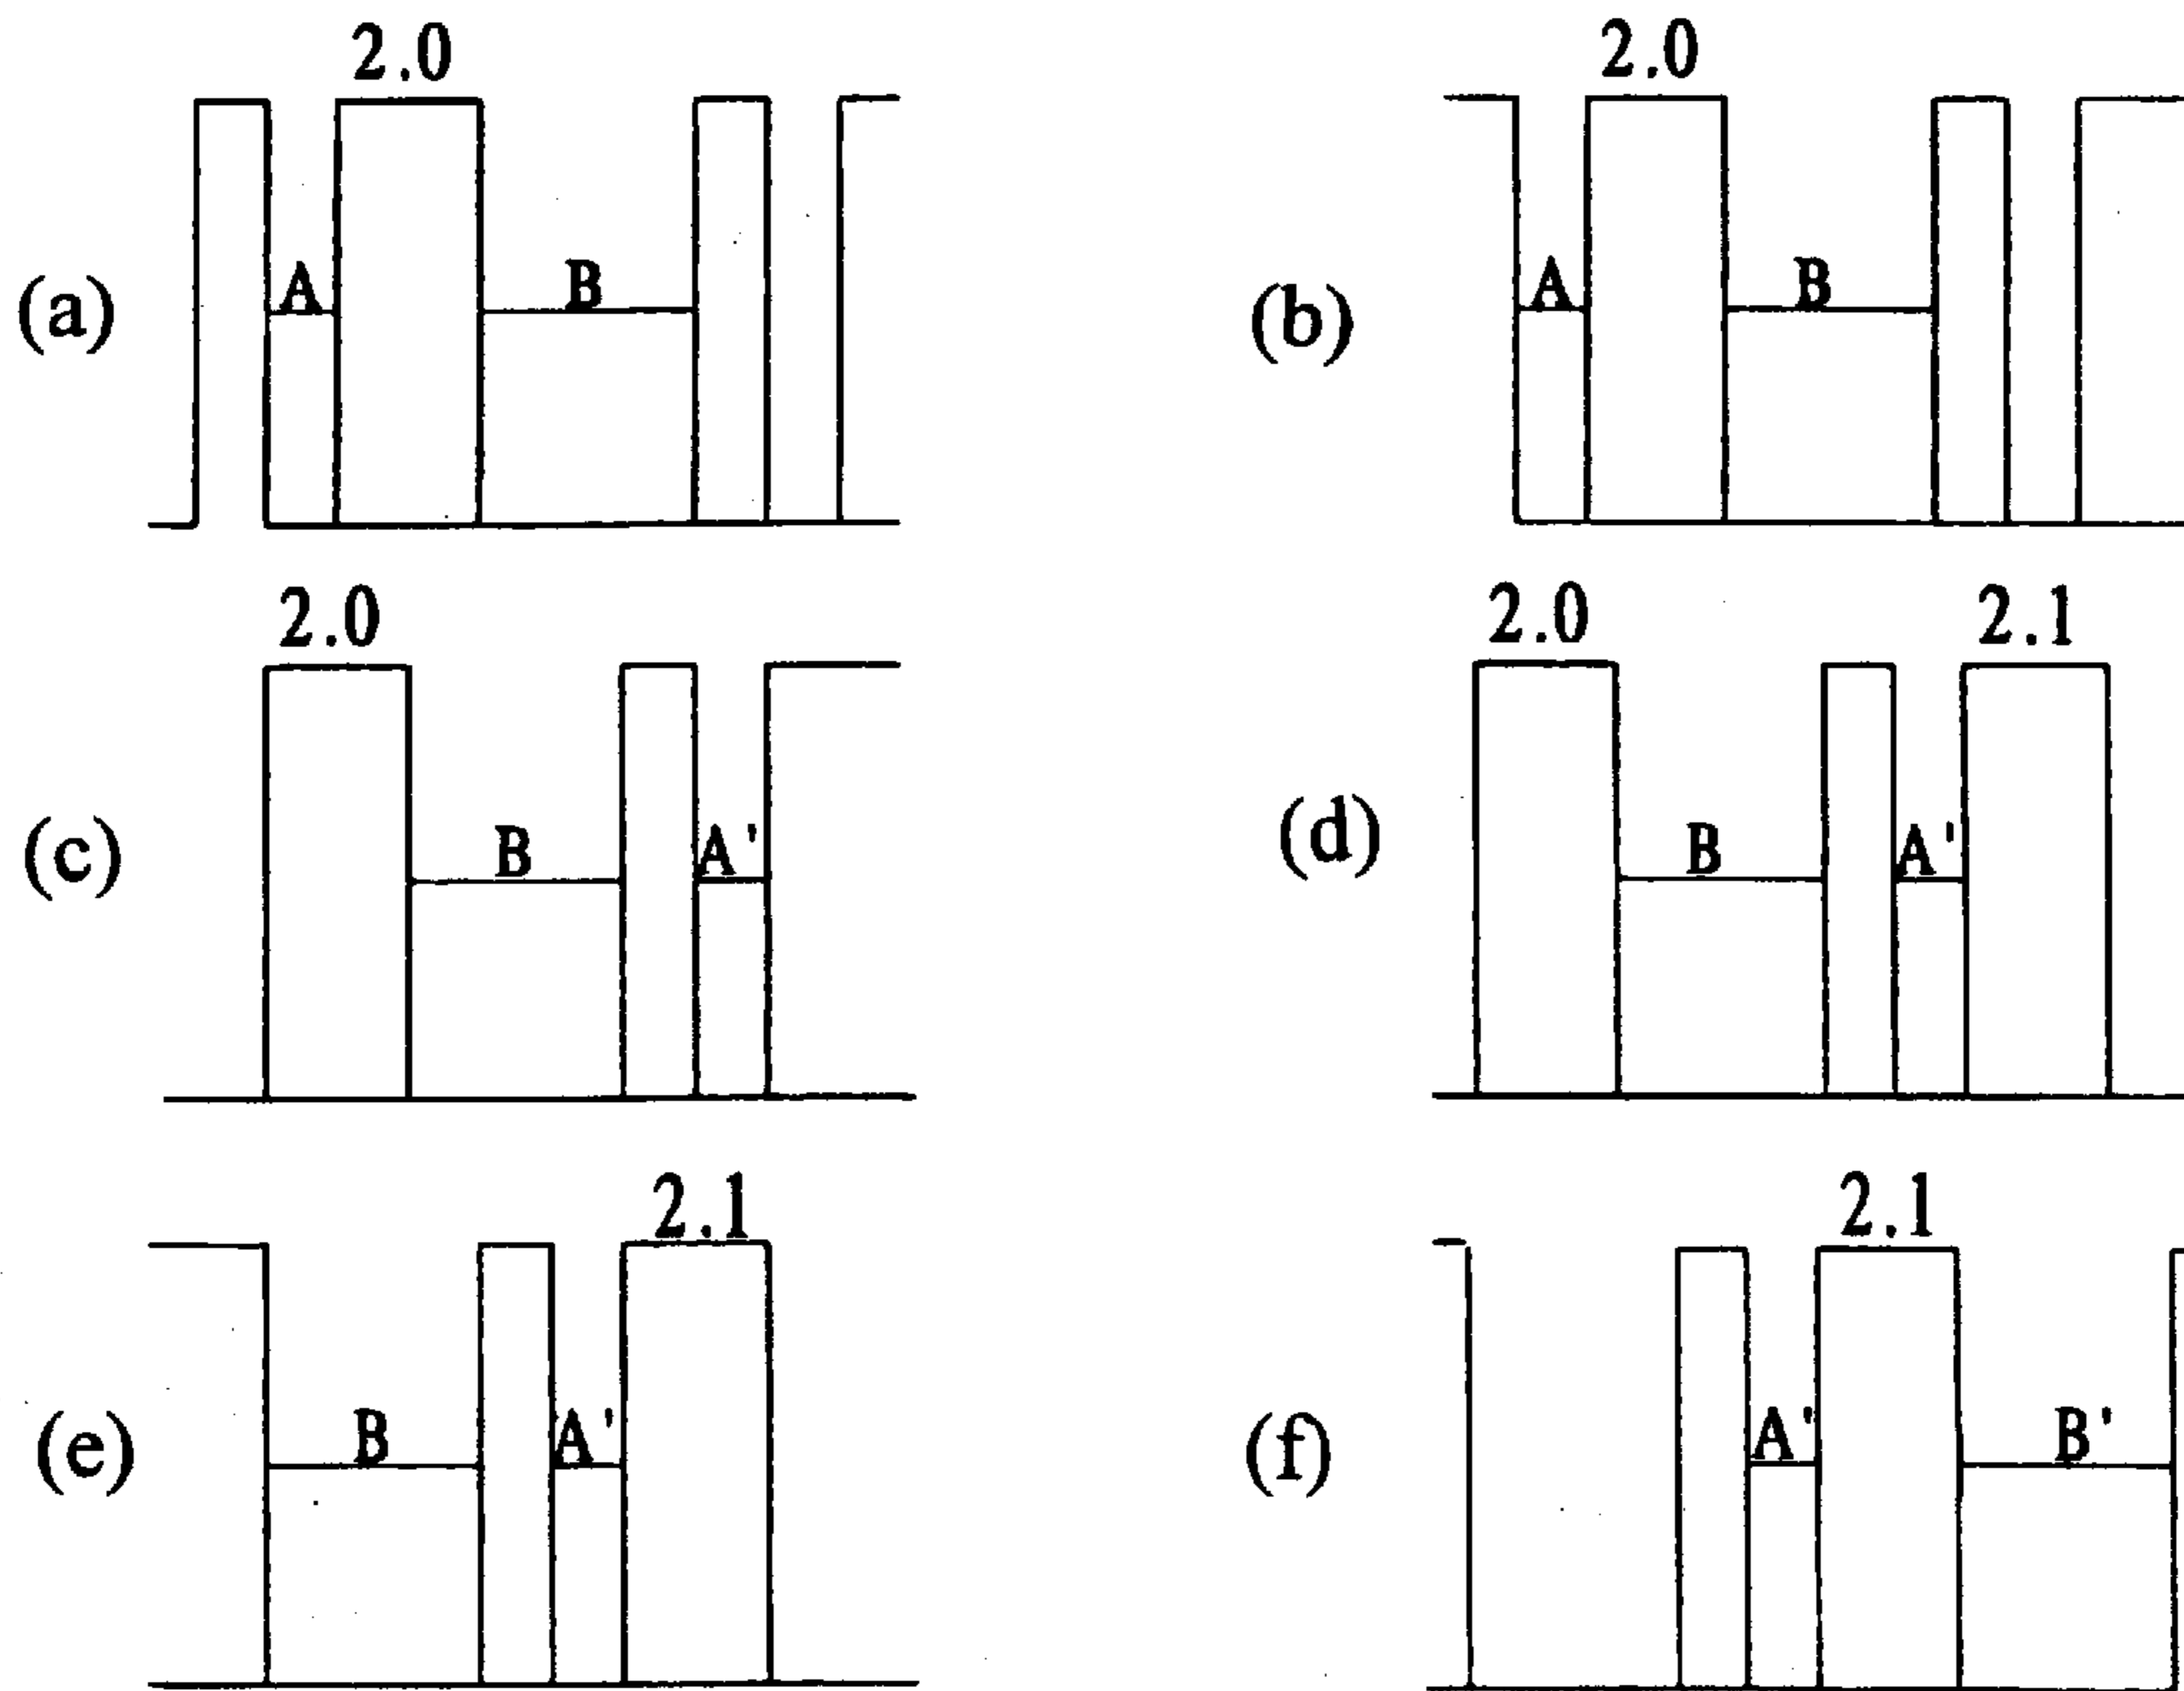 2.0
(a) A B
2.0
(b) A B
2.0
(c) B A'
2.0 2.1
(d) B A'
2.1
(e) B A'
2.1
(f) A' B'